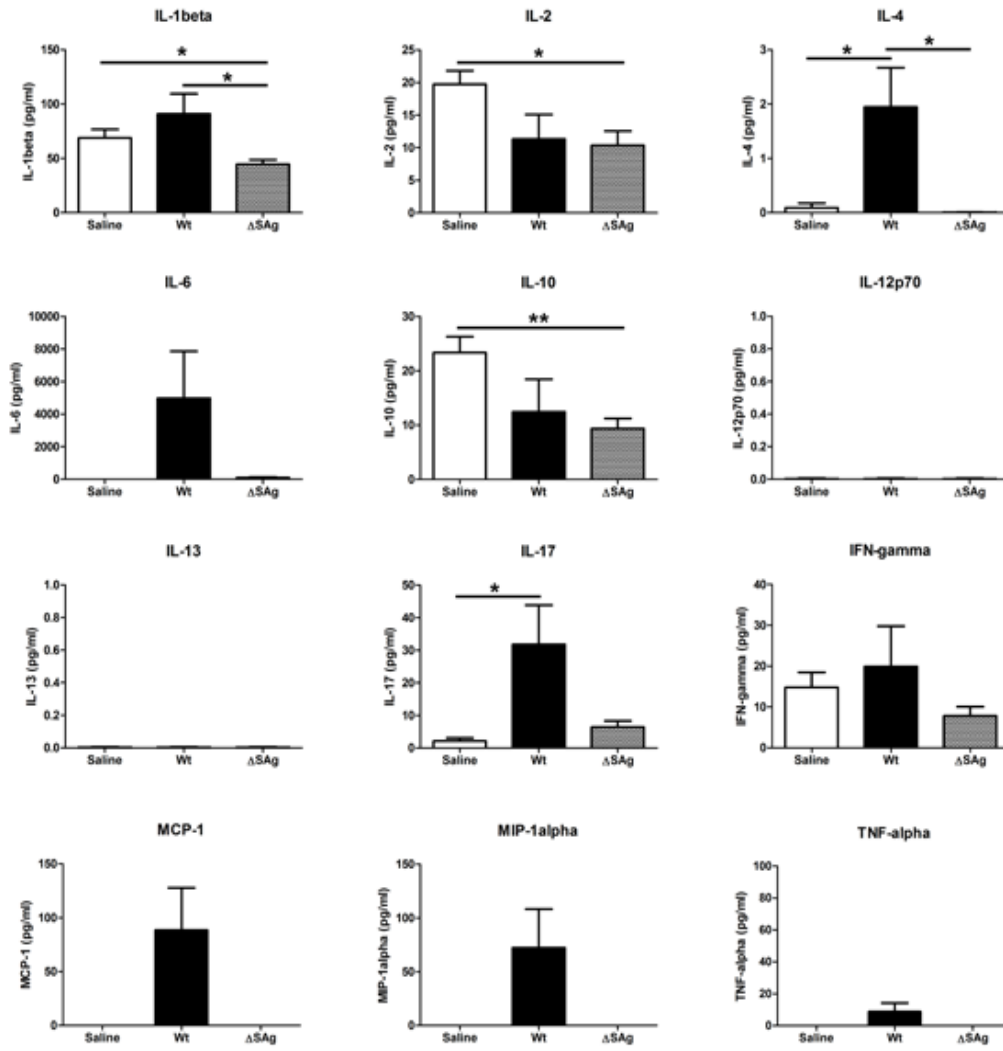 IL-1beta
IL-1beta (pg/ml)
150
100
50
0
*
*
Saline Wt ΔSAg
IL-2
IL-2 (pg/ml)
25
20
15
10
5
0
*
Saline Wt ΔSAg
IL-4
IL-4 (pg/ml)
3
2
1
0
* *
Saline Wt ΔSAg
IL-6
IL-6 (pg/ml)
10000
8000
6000
4000
2000
0
Saline Wt ΔSAg
IL-10
IL-10 (pg/ml)
30
20
10
0
**
Saline Wt ΔSAg
IL-12p70
IL-12p70 (pg/ml)
1.0
0.8
0.6
0.4
0.2
0.0
Saline Wt ΔSAg
IL-13
IL-13 (pg/ml)
1.0
0.8
0.6
0.4
0.2
0.0
Saline Wt ΔSAg
IL-17
IL-17 (pg/ml)
50
40
30
20
10
0
*
Saline Wt ΔSAg
IFN-gamma
IFN-gamma (pg/ml)
40
30
20
10
0
Saline Wt ΔSAg
MCP-1
MCP-1 (pg/ml)
150
100
50
0
Saline Wt ΔSAg
MIP-1alpha
MIP-1alpha (pg/ml)
150
100
50
0
Saline Wt ΔSAg
TNF-alpha
TNF-alpha (pg/ml)
100
80
60
40
20
0
Saline Wt ΔSAg